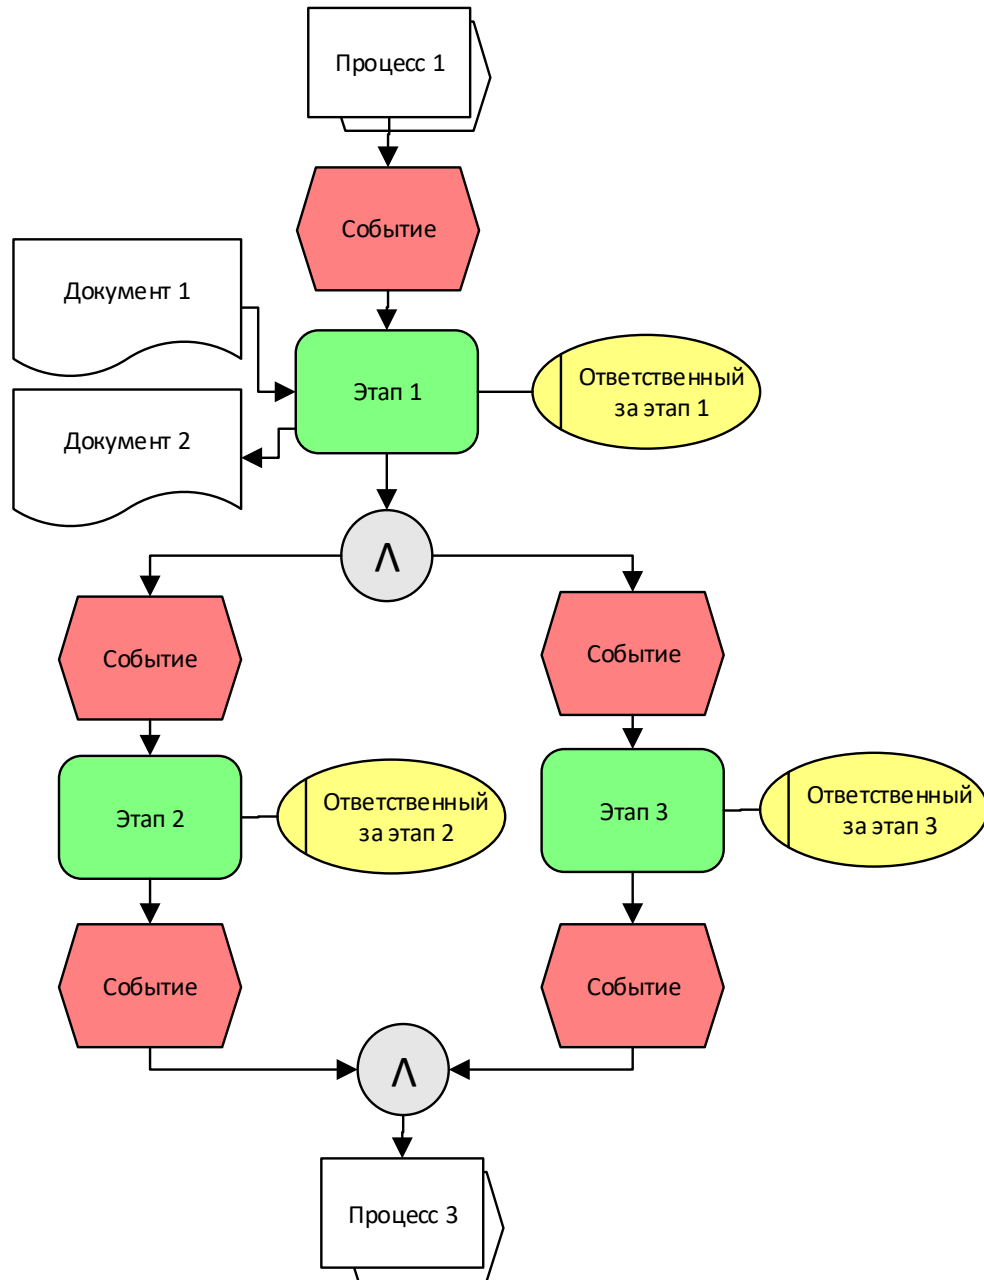 Процесс 1
Событие
Документ 1
Этап 1
Ответственный
за этап 1
Документ 2
Λ
Событие
Событие
Этап 2
Ответственный
за этап 2
Этап 3
Ответственный
за этап 3
Событие
Событие
Λ
Процесс 3